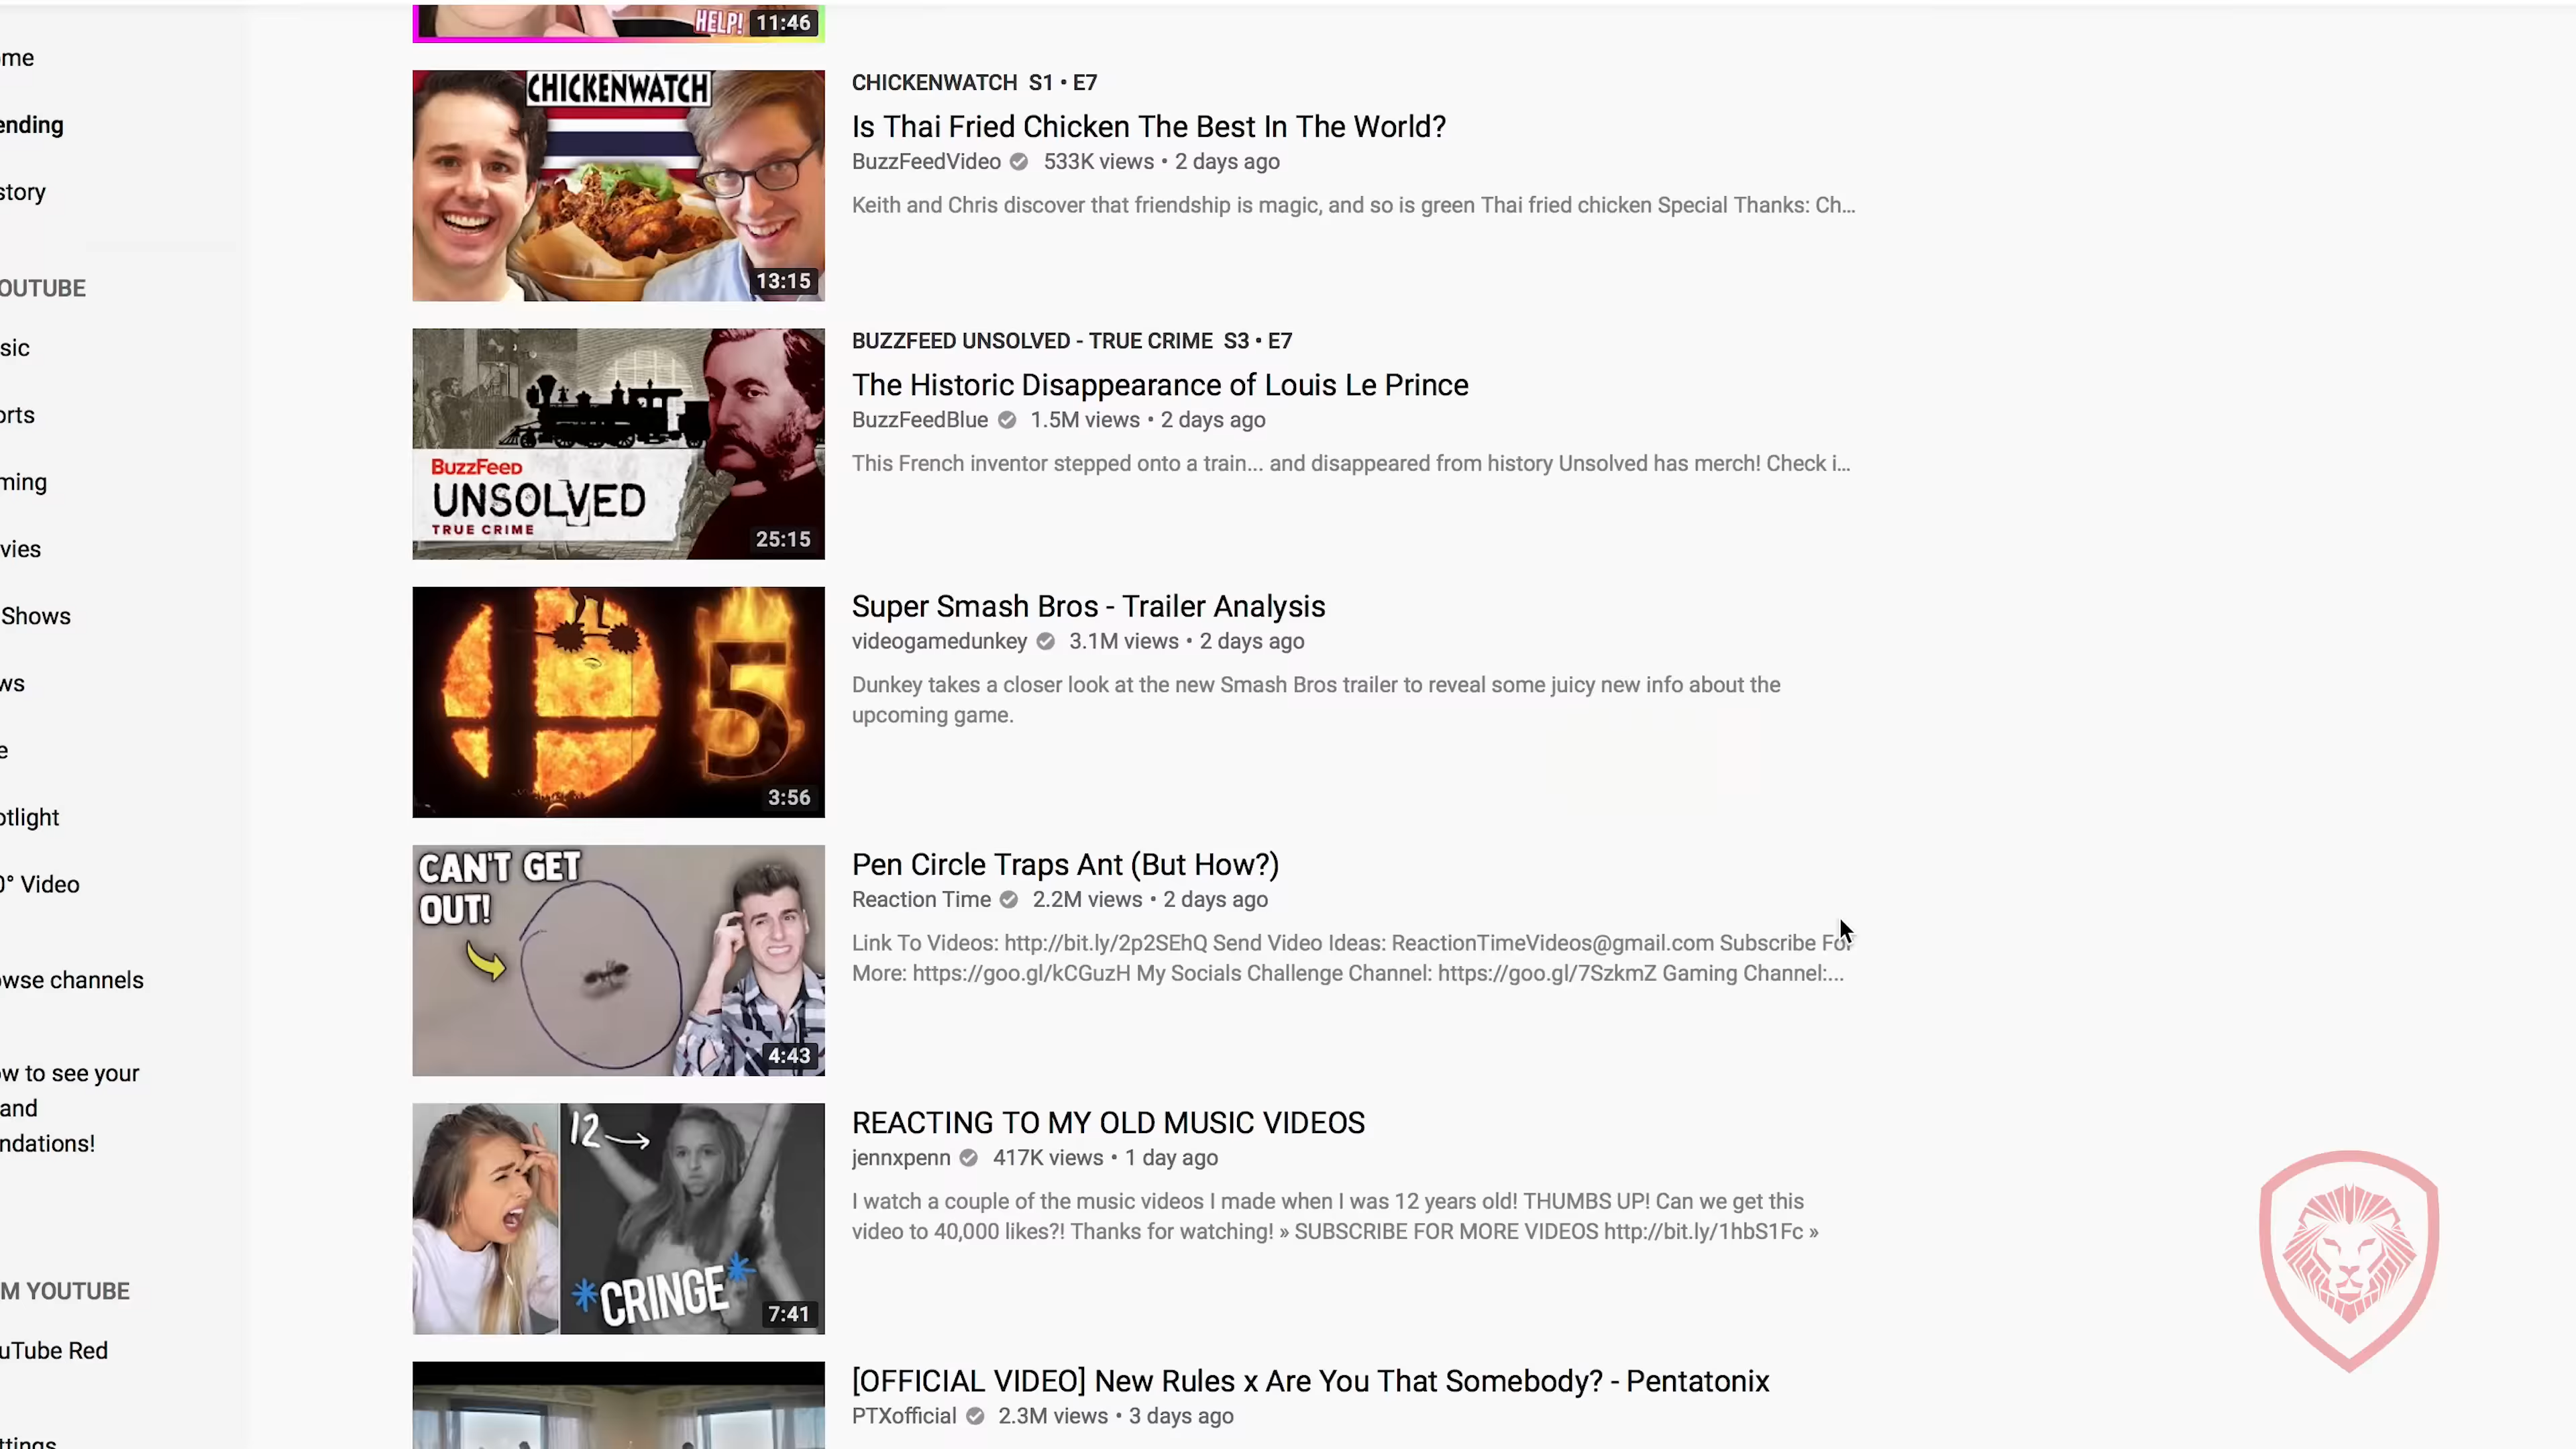 HELP! 11:46
ome
ending
story
OUTUBE
sic
orts
ming
vies
Shows
ws
e
otlight
0° Video
owse channels
ow to see your
and
ndations!
M YOUTUBE
uTube Red
ttings
CHICKENWATCH
13:15
CHICKENWATCH S1 • E7
Is Thai Fried Chicken The Best In The World?
BuzzFeedVideo 533K views • 2 days ago
Keith and Chris discover that friendship is magic, and so is green Thai fried chicken Special Thanks: Ch...
BuzzFeed
UNSOLVED
TRUE CRIME
25:15
BUZZFEED UNSOLVED - TRUE CRIME S3 • E7
The Historic Disappearance of Louis Le Prince
BuzzFeedBlue 1.5M views • 2 days ago
This French inventor stepped onto a train... and disappeared from history Unsolved has merch! Check i...
5
3:56
Super Smash Bros - Trailer Analysis
videogamedunkey 3.1M views • 2 days ago
Dunkey takes a closer look at the new Smash Bros trailer to reveal some juicy new info about the
upcoming game.
CAN'T GET
OUT!
4:43
Pen Circle Traps Ant (But How?)
Reaction Time 2.2M views • 2 days ago
Link To Videos: http://bit.ly/2p2SEhQ Send Video Ideas: ReactionTimeVideos@gmail.com Subscribe For
More: https://goo.gl/kCGuzH My Socials Challenge Channel: https://goo.gl/7SzkmZ Gaming Channel:...
12
*CRINGE*
7:41
REACTING TO MY OLD MUSIC VIDEOS
jennxpenn 417K views • 1 day ago
I watch a couple of the music videos I made when I was 12 years old! THUMBS UP! Can we get this
video to 40,000 likes?! Thanks for watching! » SUBSCRIBE FOR MORE VIDEOS http://bit.ly/1hbS1Fc »
[OFFICIAL VIDEO] New Rules x Are You That Somebody? - Pentatonix
PTXofficial 2.3M views • 3 days ago